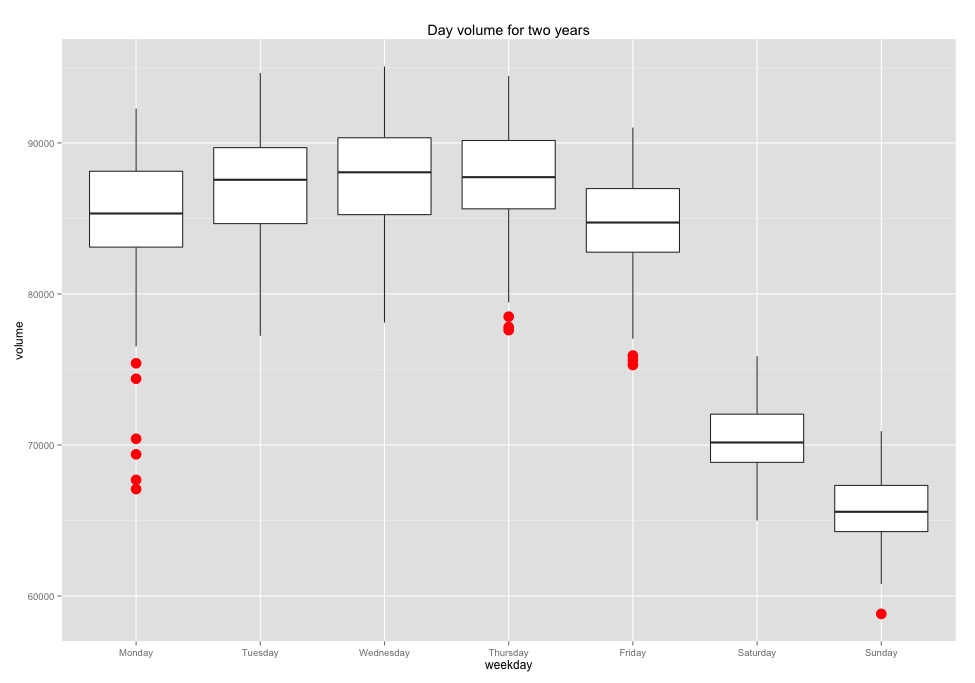 Day volume for two years
90000
80000
70000
60000
volume
Monday Tuesday Wednesday Thursday Friday Saturday Sunday
weekday